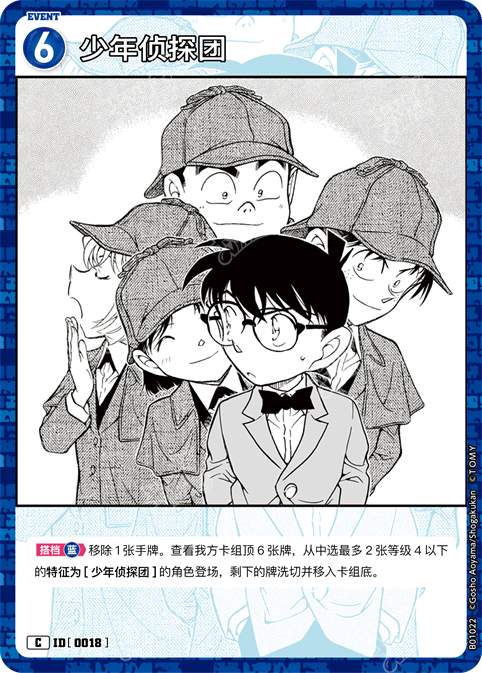 EVENT
6 少年侦探团
搭档 蓝 移除1张手牌。查看我方卡组顶6张牌，从中选最多2张等级4以下
的特征为[少年侦探团]的角色登场，剩下的牌洗切并移入卡组底。
C ID[ 0018 ]
B01022 ©Gosho Aoyama/Shogakukan ©TOMY